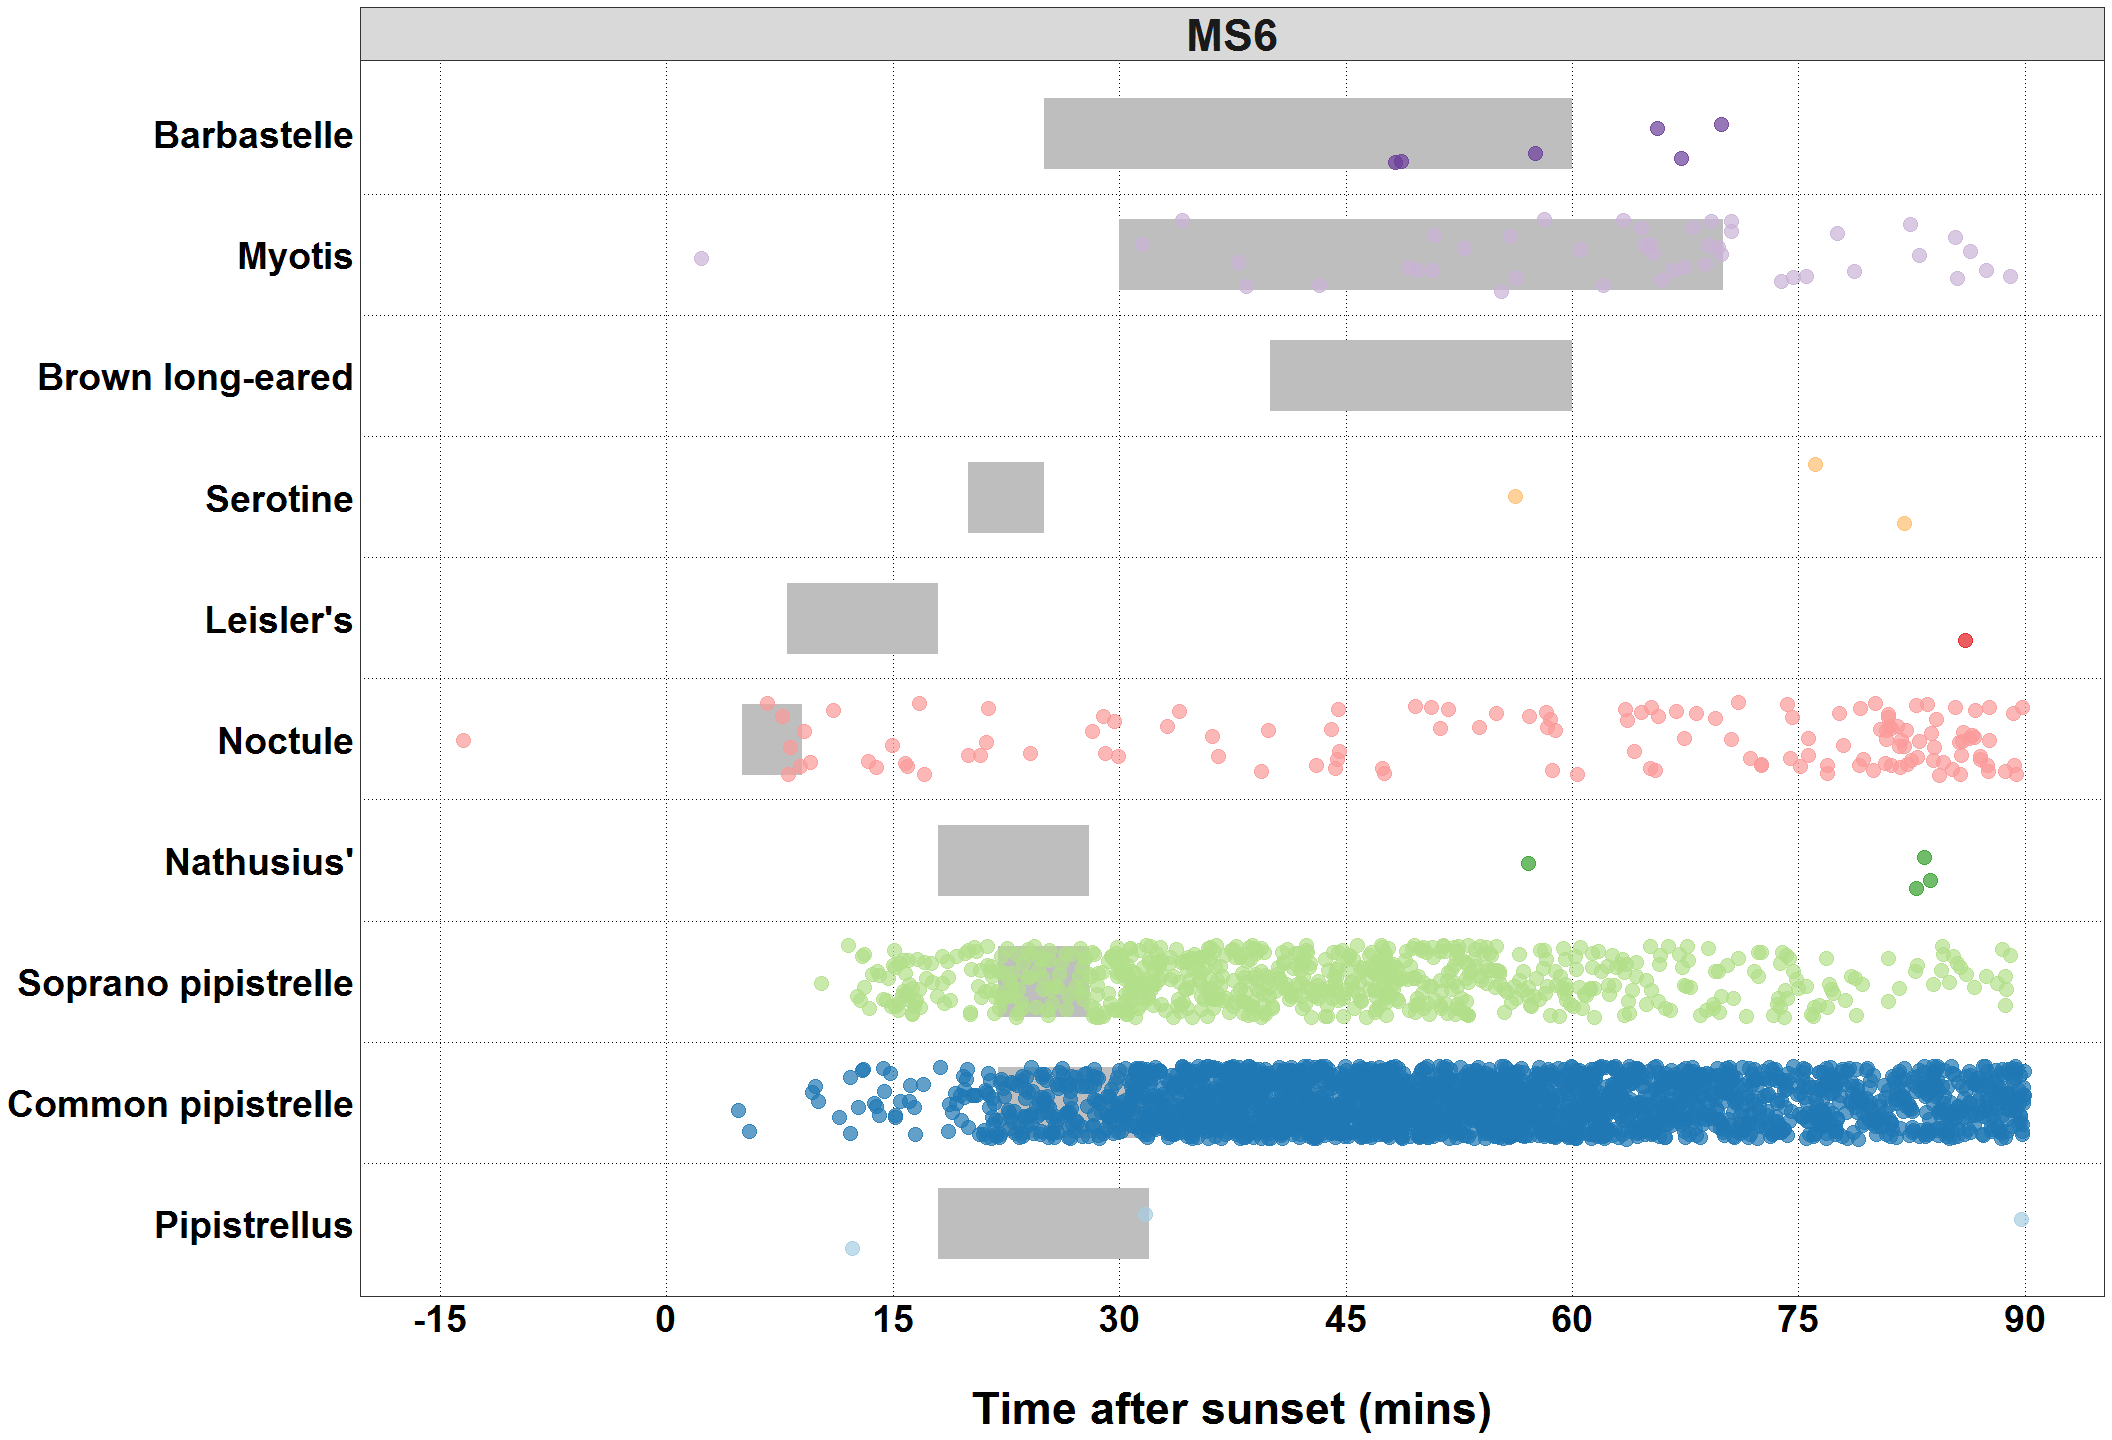 MS6
Barbastelle
Myotis
Brown long-eared
Serotine
Leisler's
Noctule
Nathusius'
Soprano pipistrelle
Common pipistrelle
Pipistrellus
-15 0 15 30 45 60 75 90
Time after sunset (mins)